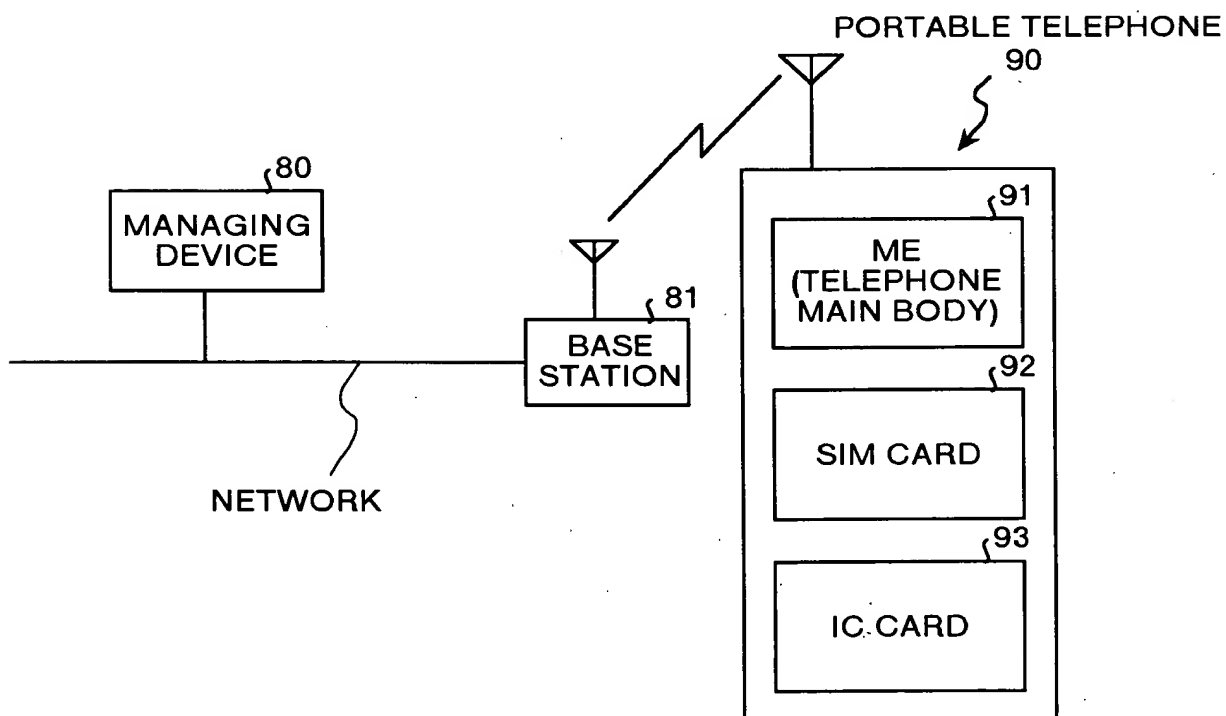 PORTABLE TELEPHONE
90
80
MANAGING
DEVICE
81
BASE
STATION
NETWORK
91
ME
(TELEPHONE
MAIN BODY)
92
SIM CARD
93
IC CARD